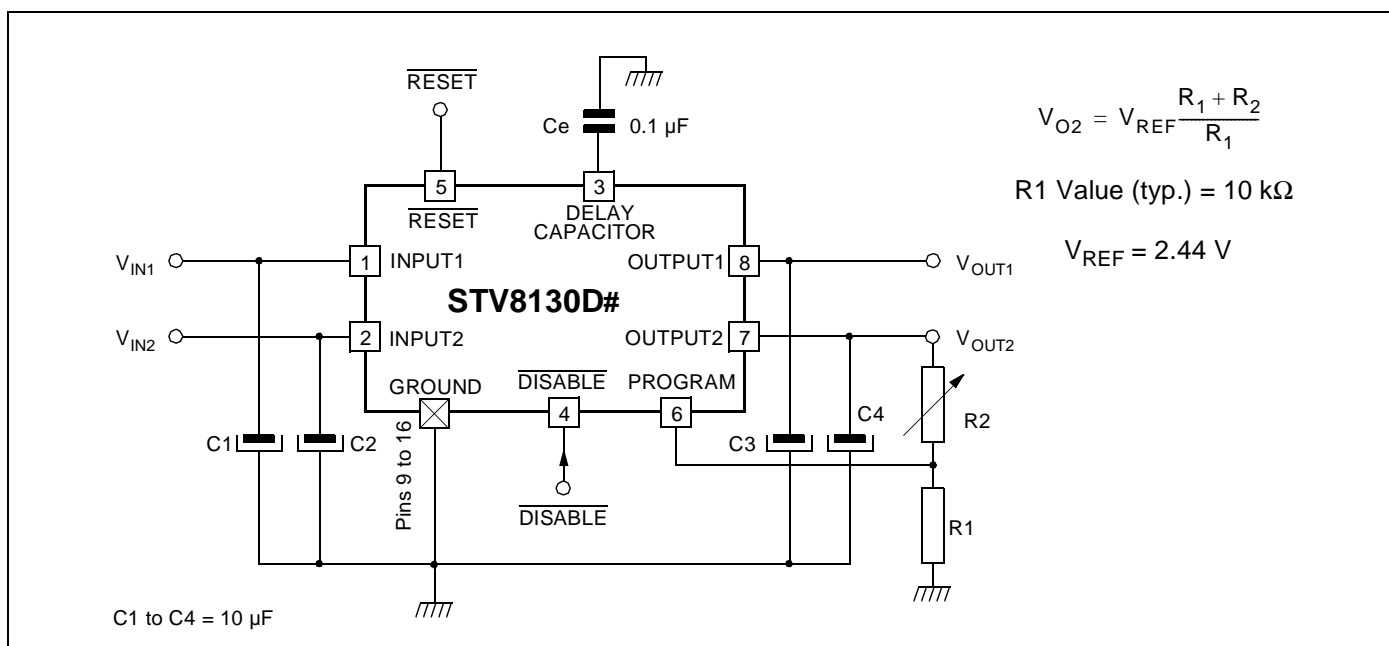 RESET
Ce 0.1 µF
5
3
RESET
DELAY
CAPACITOR
V_O2 = V_REF (R_1 + R_2) / R_1
R1 Value (typ.) = 10 kΩ
V_REF = 2.44 V
V_IN1
1
INPUT1
OUTPUT1
8
V_OUT1
STV8130D#
V_IN2
2
INPUT2
OUTPUT2
7
V_OUT2
GROUND
DISABLE
PROGRAM
4
6
C1
C2
Pins 9 to 16
C3
C4
R2
DISABLE
R1
C1 to C4 = 10 µF